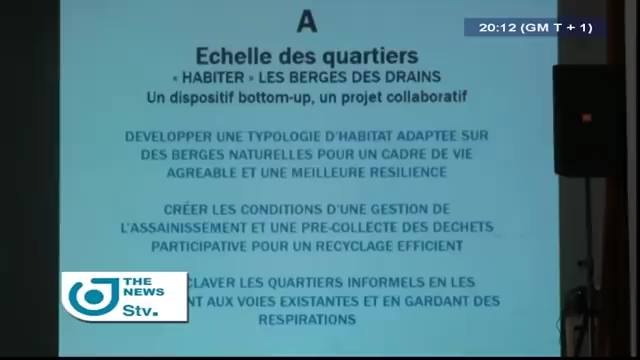 20:12 (GM T + 1)
A
Echelle des quartiers
« HABITER » LES BERGES DES DRAINS
Un dispositif bottom-up, un projet collaboratif
DEVELOPPER UNE TYPOLOGIE D'HABITAT ADAPTEE SUR
DES BERGES NATURELLES POUR UN CADRE DE VIE
AGREABLE ET UNE MEILLEURE RESILIENCE
CRÉER LES CONDITIONS D'UNE GESTION DE
L'ASSAINISSEMENT ET UNE PRE-COLLECTE DES DECHETS
PARTICIPATIVE POUR UN RECYCLAGE EFFICIENT
CLAVER LES QUARTIERS INFORMELS EN LES
NT AUX VOIES EXISTANTES ET EN GARDANT DES
RESPIRATIONS
THE
NEWS
Stv.